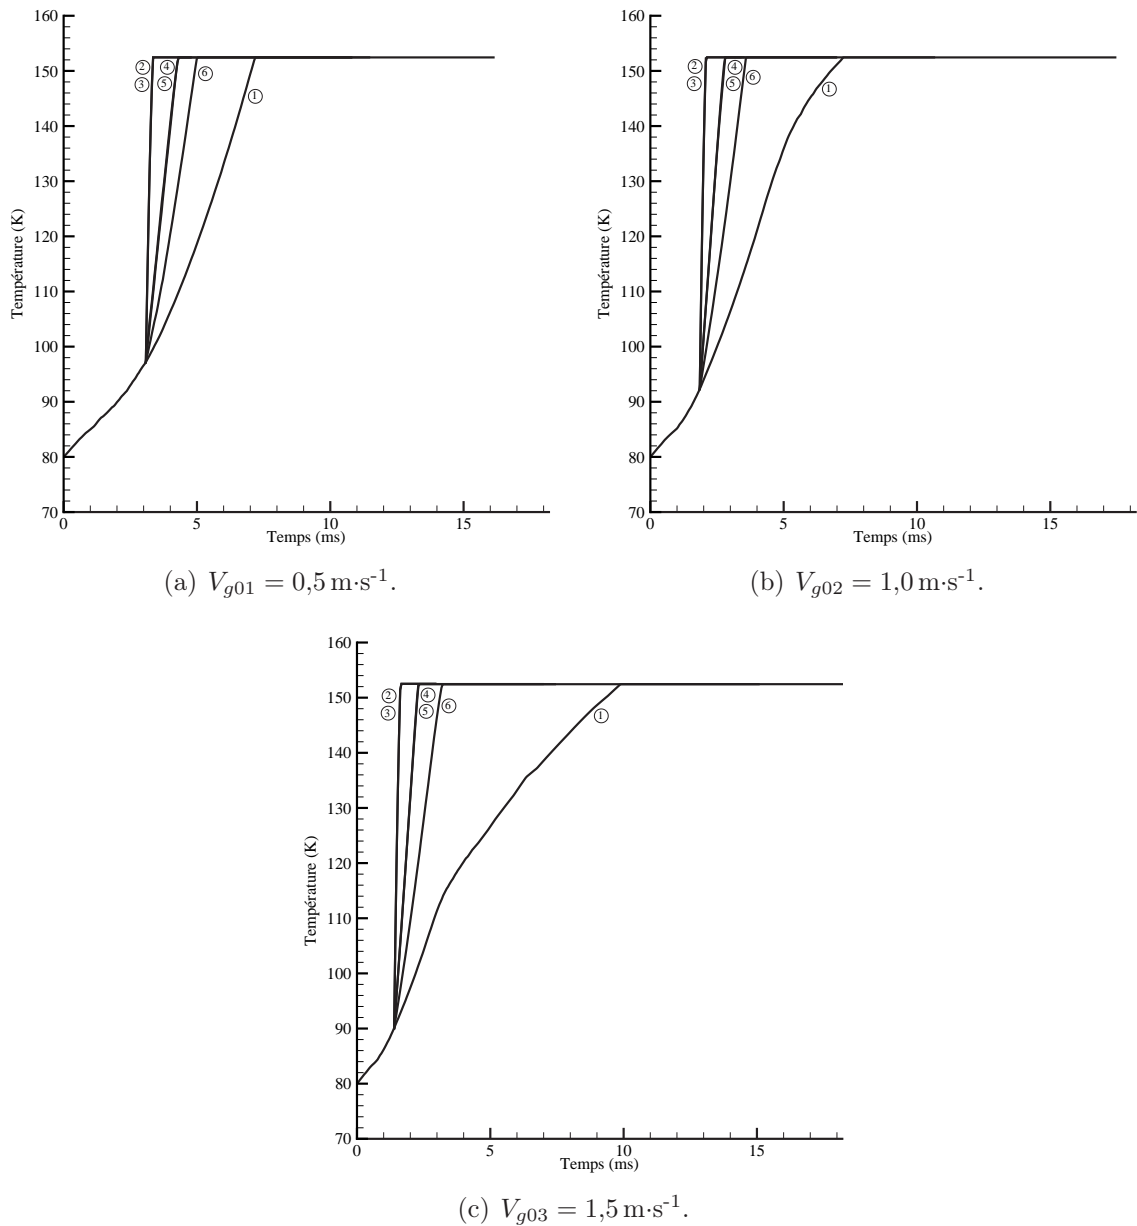 160
150
140
130
120
110
100
90
80
70
0
5
10
15
Température (K)
Temps (ms)
② ④ ⑥
③ ⑤ ①
(a) V_{g01} = 0,5 m·s^{-1}.
160
150
140
130
120
110
100
90
80
70
0
5
10
15
Température (K)
Temps (ms)
② ④ ⑥
③ ⑤ ①
(b) V_{g02} = 1,0 m·s^{-1}.
160
150
140
130
120
110
100
90
80
70
0
5
10
15
Température (K)
Temps (ms)
② ④ ⑥
③ ⑤ ①
(c) V_{g03} = 1,5 m·s^{-1}.